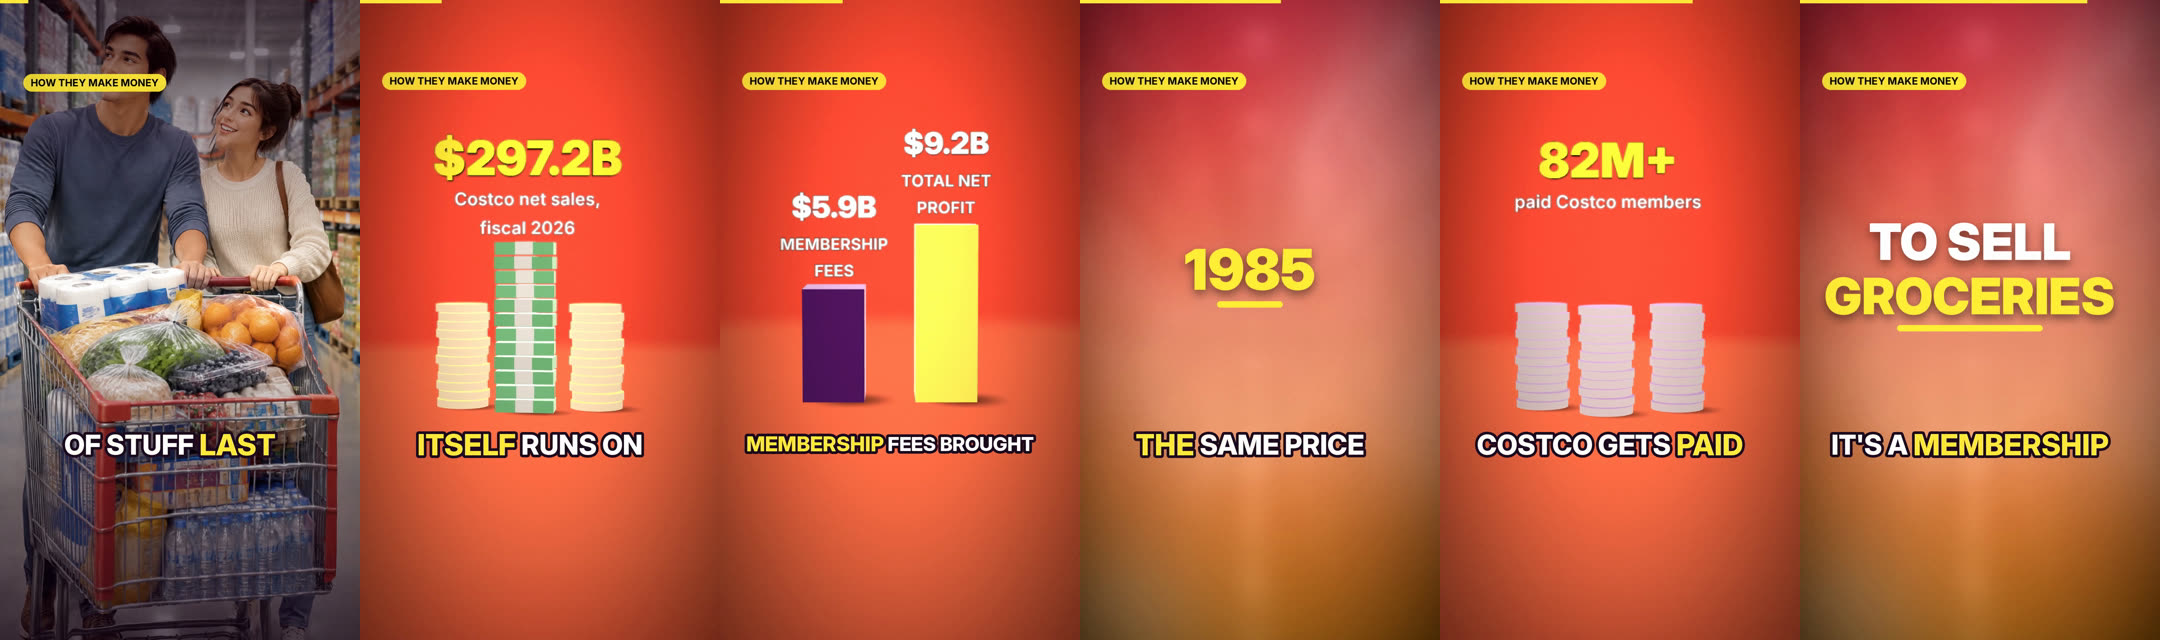 HOW THEY MAKE MONEY
OF STUFF LAST
HOW THEY MAKE MONEY
$297.2B
Costco net sales,
fiscal 2026
ITSELF RUNS ON
HOW THEY MAKE MONEY
$9.2B
TOTAL NET
PROFIT
$5.9B
MEMBERSHIP
FEES
MEMBERSHIP FEES BROUGHT
HOW THEY MAKE MONEY
1985
THE SAME PRICE
HOW THEY MAKE MONEY
82M+
paid Costco members
COSTCO GETS PAID
HOW THEY MAKE MONEY
TO SELL
GROCERIES
IT'S A MEMBERSHIP